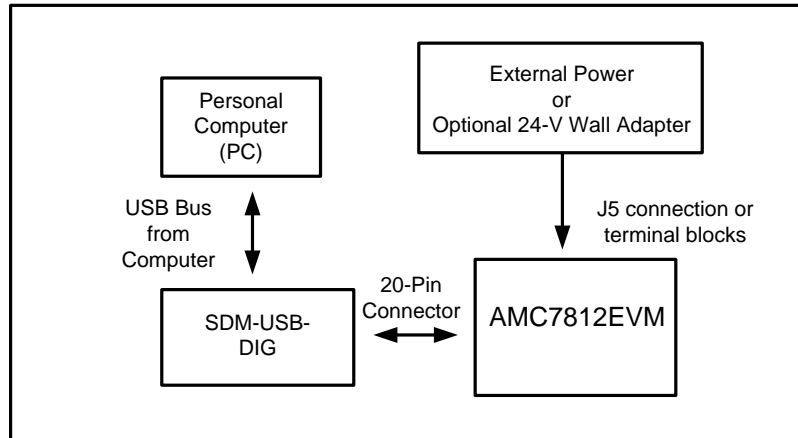 Personal
Computer
(PC)
External Power
or
Optional 24-V Wall Adapter
USB Bus
from
Computer
J5 connection or
terminal blocks
SDM-USB-
DIG
20-Pin
Connector
AMC7812EVM